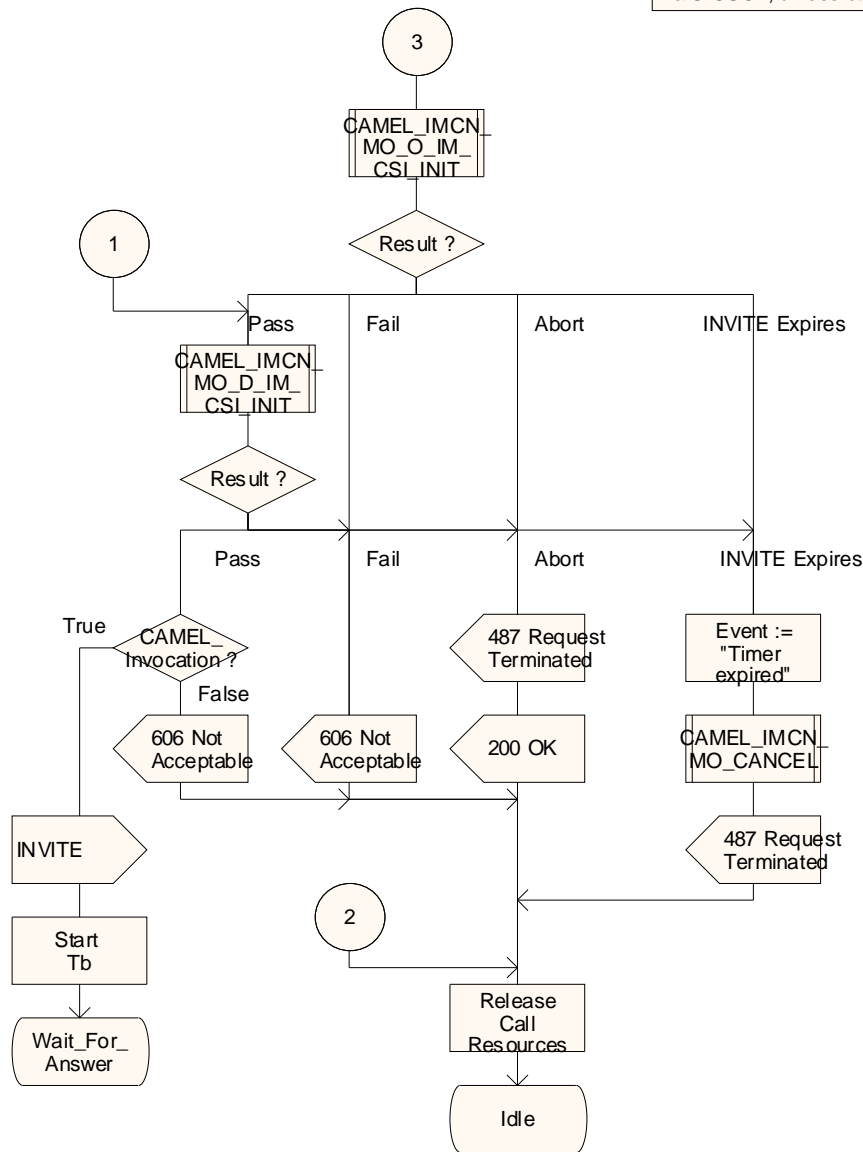 3
CAMEL_IMCN_
MO_O_IM_
CSI_INIT
Result ?
1
Pass
Fail
Abort
INVITE Expires
CAMEL_IMCN_
MO_D_IM_
CSI_INIT
Result ?
Pass
Fail
Abort
INVITE Expires
True
CAMEL_
Invocation ?
False
487 Request
Terminated
Event :=
"Timer
expired"
606 Not
Acceptable
606 Not
Acceptable
200 OK
CAMEL_IMCN_
MO_CANCEL
INVITE
487 Request
Terminated
2
Start
Tb
Release
Call
Resources
Wait_For_
Answer
Idle